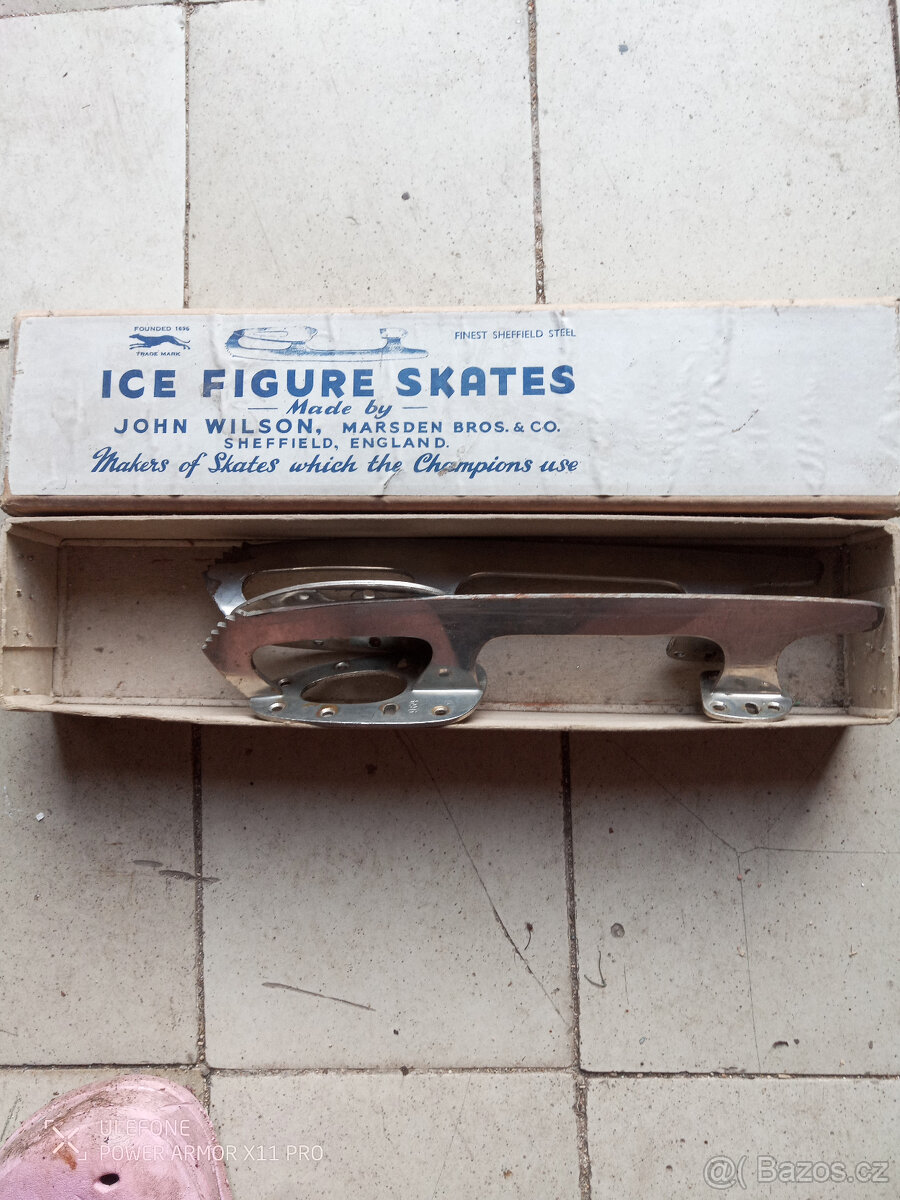 FOUNDED 1696
TRADE MARK
FINEST SHEFFIELD STEEL
ICE FIGURE SKATES
Made by
JOHN WILSON, MARSDEN BROS. & CO.
SHEFFIELD, ENGLAND.
Makers of Skates which the Champions use
ULEFONE
POWER ARMOR X11 PRO
@ Bazos.cz